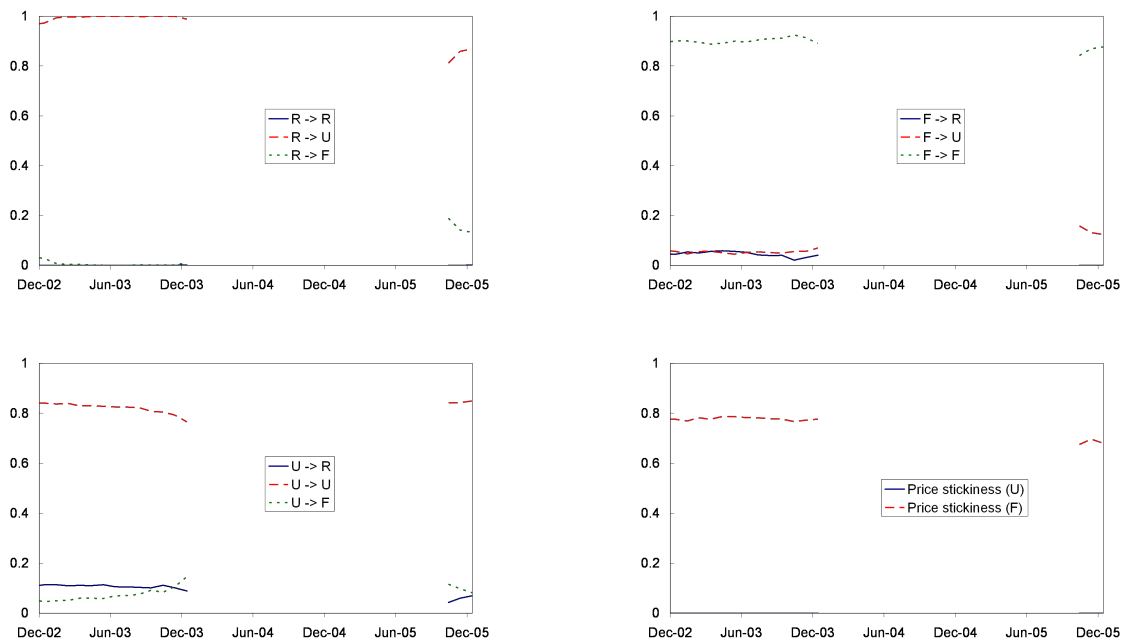 1
0.8
0.6
0.4
0.2
0
R -> R
R -> U
R -> F
Dec-02 Jun-03 Dec-03 Jun-04 Dec-04 Jun-05 Dec-05
1
0.8
0.6
0.4
0.2
0
F -> R
F -> U
F -> F
Dec-02 Jun-03 Dec-03 Jun-04 Dec-04 Jun-05 Dec-05
1
0.8
0.6
0.4
0.2
0
U -> R
U -> U
U -> F
Dec-02 Jun-03 Dec-03 Jun-04 Dec-04 Jun-05 Dec-05
1
0.8
0.6
0.4
0.2
0
Price stickiness (U)
Price stickiness (F)
Dec-02 Jun-03 Dec-03 Jun-04 Dec-04 Jun-05 Dec-05